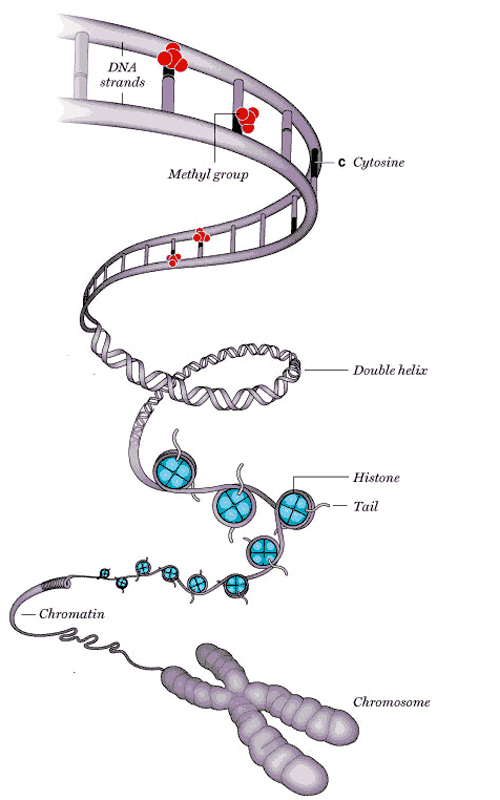 DNA
strands
Methyl group
C Cytosine
Double helix
Histone
Tail
Chromatin
Chromosome